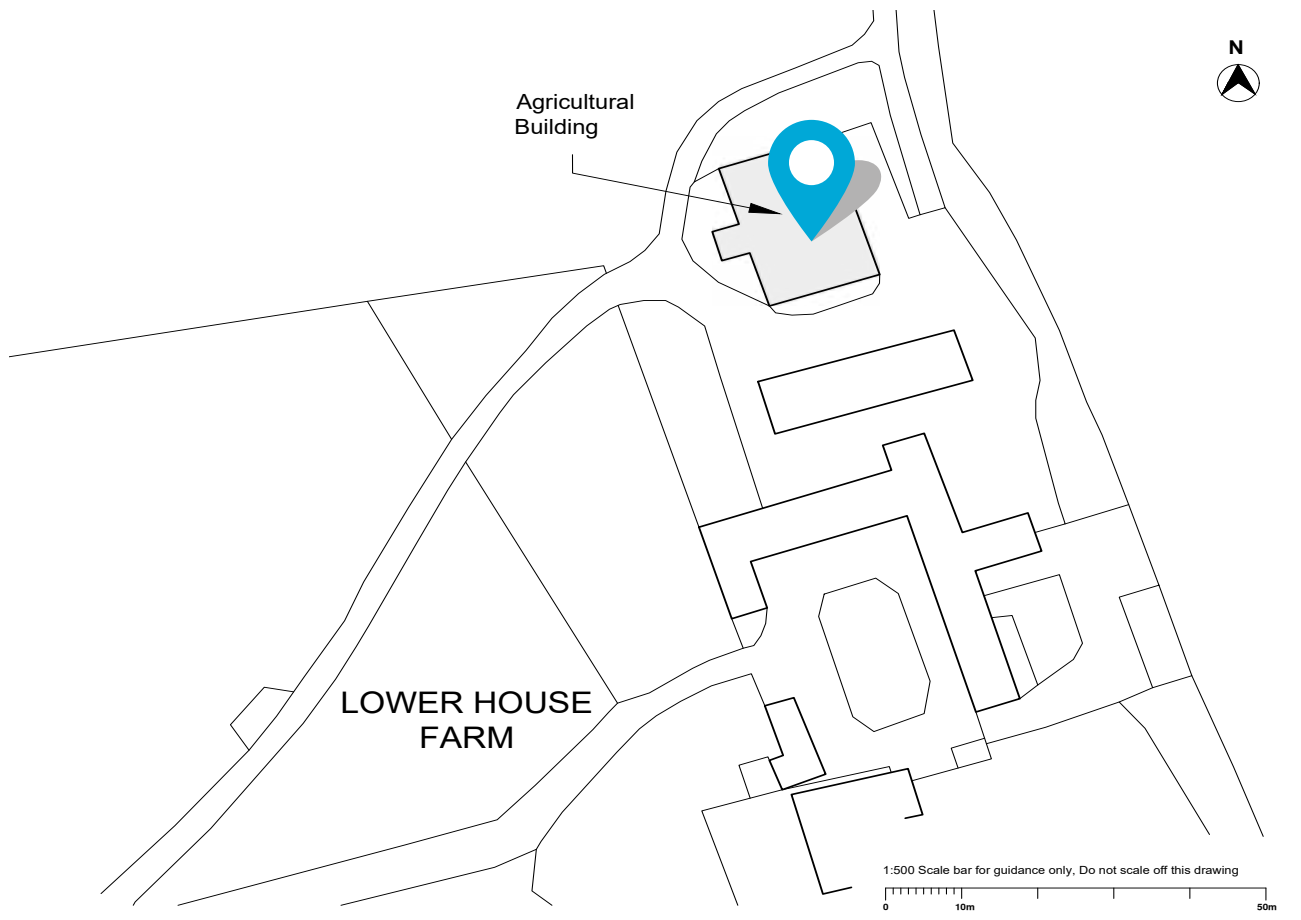 N
Agricultural
Building
LOWER HOUSE
FARM
1:500 Scale bar for guidance only, Do not scale off this drawing
0 10m 50m